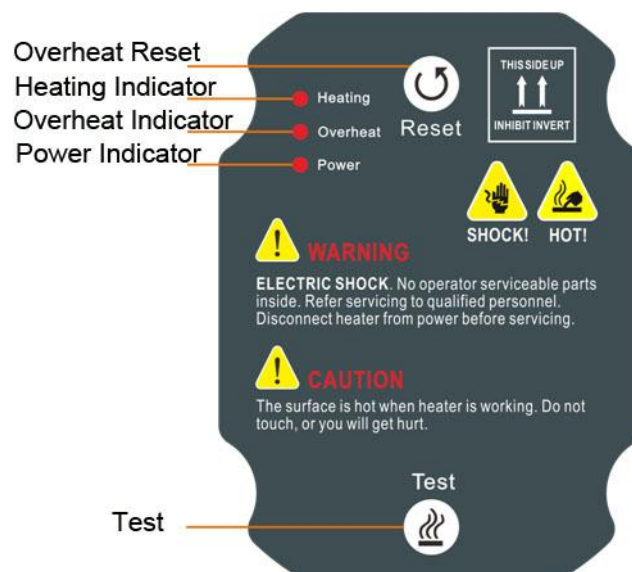 Overheat Reset
Heating Indicator
Overheat Indicator
Power Indicator
Heating
Overheat
Power
Reset
THIS SIDE UP
INHIBIT INVERT
SHOCK!
HOT!
WARNING
ELECTRIC SHOCK. No operator serviceable parts
inside. Refer servicing to qualified personnel.
Disconnect heater from power before servicing.
CAUTION
The surface is hot when heater is working. Do not
touch, or you will get hurt.
Test
Test